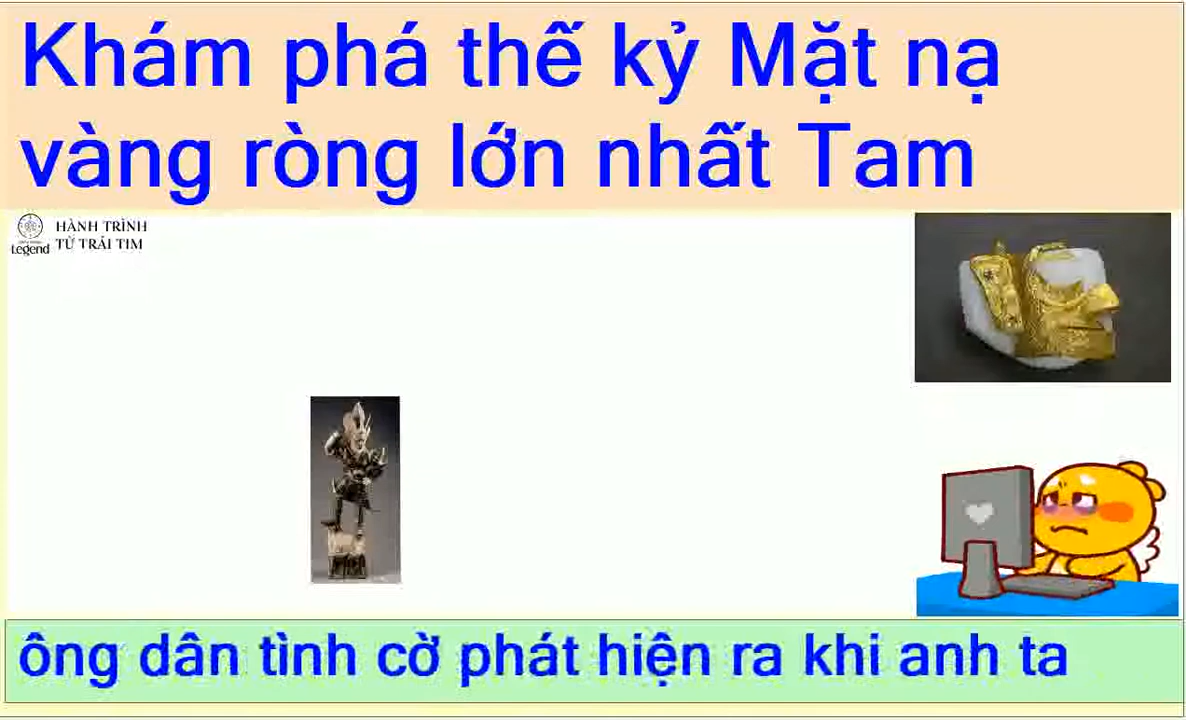 Khám phá thế kỷ Mặt nạ
vàng ròng lớn nhất Tam
HÀNH TRÌNH
TỪ TRÁI TIM
Legend
ông dân tình cờ phát hiện ra khi anh ta